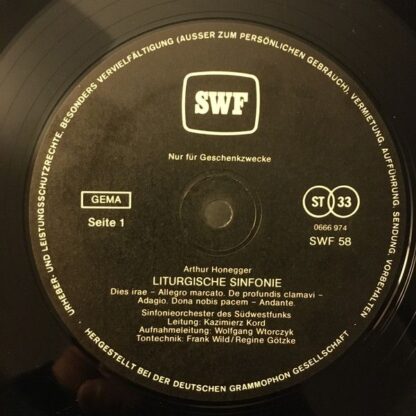 URHEBER- UND LEISTUNGSSCHUTZRECHTE, BESONDERS VERVIELFÄLTIGUNG (AUSSER ZUM PERSÖNLICHEN GEBRAUCH), VERMIETUNG, AUFFÜHRUNG, SENDUNG, VORBEHALTEN
SWF
Nur für Geschenkzwecke
GEMA
ST 33
Seite 1
0666 974
SWF 58
Arthur Honegger
LITURGISCHE SINFONIE
Dies irae – Allegro marcato. De profundis clamavi –
Adagio. Dona nobis pacem – Andante.
Sinfonieorchester des Südwestfunks
Leitung: Kazimierz Kord
Aufnahmeleitung: Wolfgang Wtorczyk
Tontechnik: Frank Wild/Regine Götzke
HERGESTELLT BEI DER DEUTSCHEN GRAMMOPHON GESELLSCHAFT